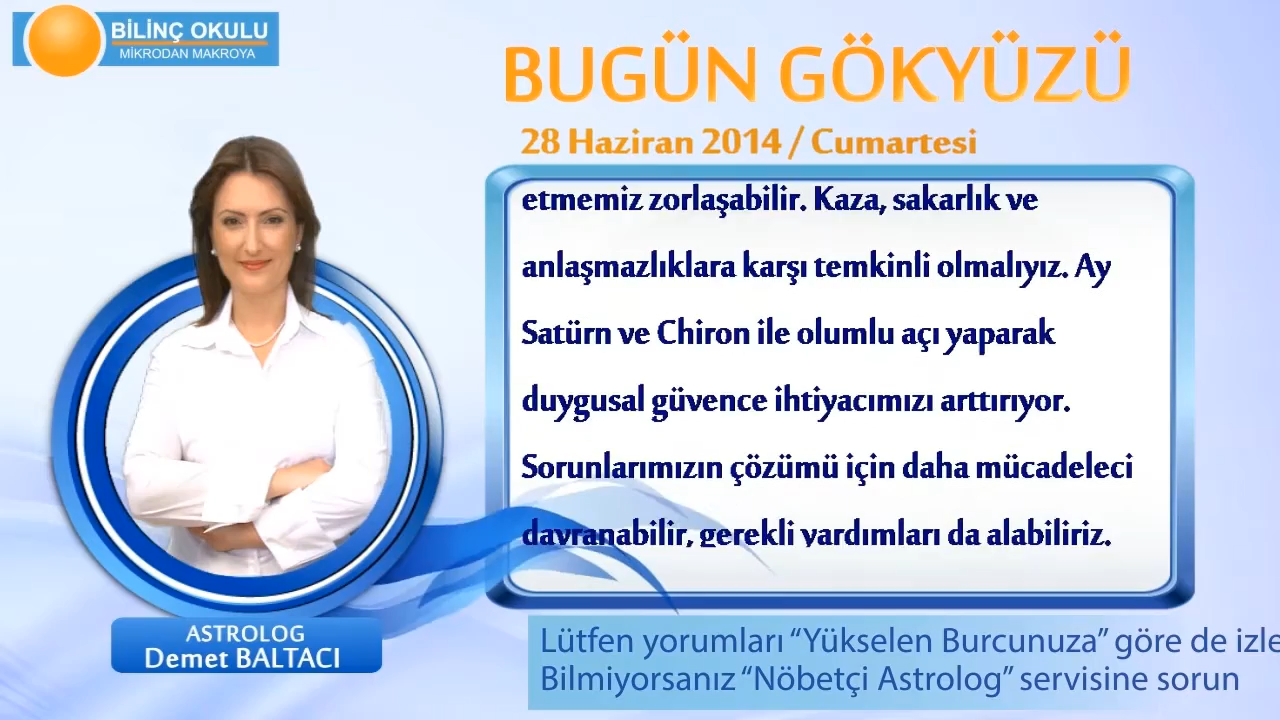 BİLİNÇ OKULU
MİKRODAN MAKROYA
BUGÜN GÖKYÜZÜ
28 Haziran 2014 / Cumartesi
etmemiz zorlaşabilir. Kaza, sakarlık ve
anlaşmazlıklara karşı temkinli olmalıyız. Ay
Satürn ve Chiron ile olumlu açı yaparak
duygusal güvence ihtiyacımızı arttırıyor.
Sorunlarımızın çözümü için daha mücadeleci
davranabilir, gerekli yardımları da alabiliriz.
ASTROLOG
Demet BALTACI
Lütfen yorumları “Yükselen Burcunuza” göre de izle
Bilmiyorsanız “Nöbetçi Astrolog” servisine sorun